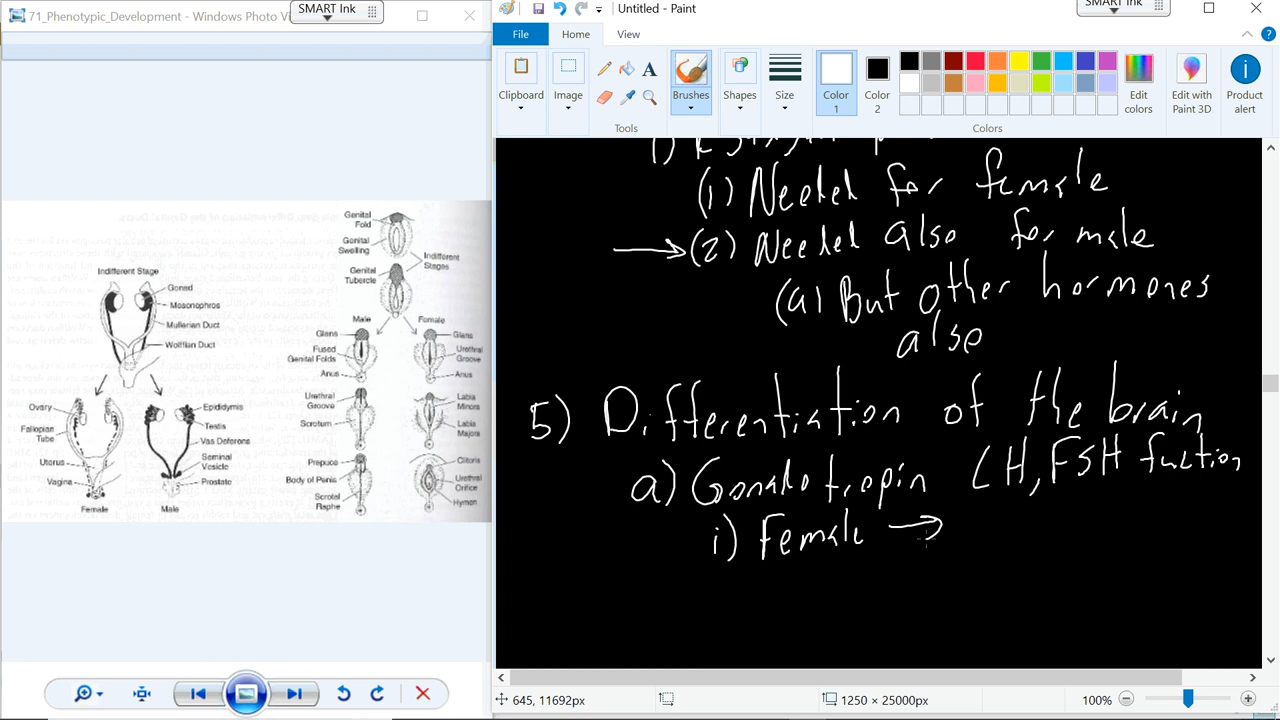 71_Phenotypic_Development - Windows Photo Vi
SMART Ink
Indifferent Stage
Gonad
Mesonephros
Mullerian Duct
Wolffian Duct
Ovary
Fallopian
Tube
Uterus
Vagina
Female
Epididymis
Testis
Vas Deferens
Seminal
Vesicle
Prostate
Male
Genital
Fold
Genital
Swelling
Genital
Tubercle
Indifferent
Stages
Male
Female
Glans
Fused
Genital Folds
Anus
Glans
Urethral
Groove
Anus
Urethral
Groove
Scrotum
Labia
Minora
Labia
Majora
Prepuce
Body of Penis
Scrotal
Raphe
Clitoris
Urethral
Orifice
Hymen
Untitled - Paint
SMART Ink
File Home View
Clipboard
Image
Tools
Brushes
Shapes
Size
Color
1
Color
2
Colors
Edit
colors
Edit with
Paint 3D
Product
alert
(1) Needed for female
→(2) Needed also for male
(a) But other hormones
also
5) Differentiation of the brain
a) Gonadotropin LH, FSH function
i) Female →
645, 11692px
1250 × 25000px
100%